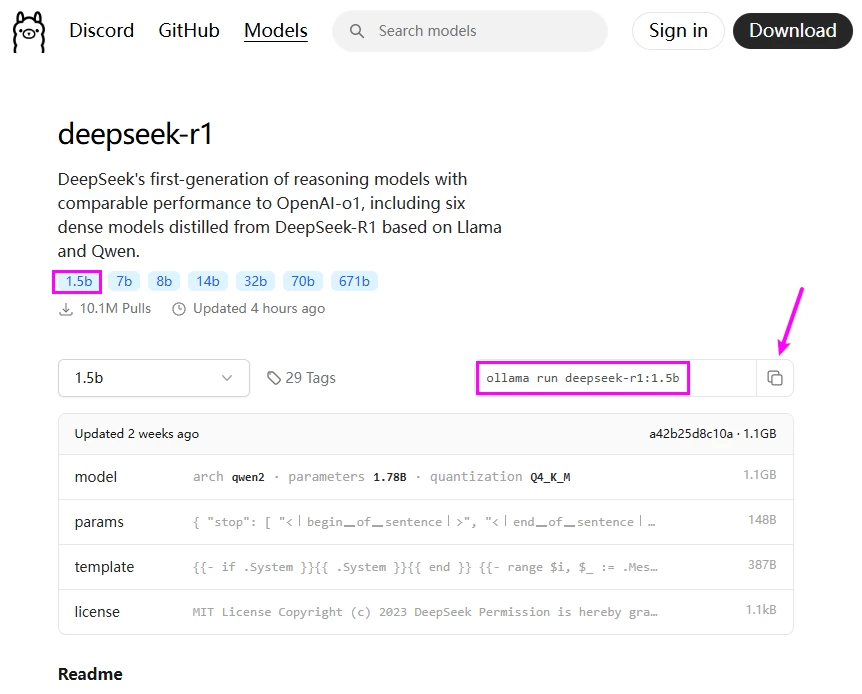 Discord GitHub Models Search models Sign in Download
deepseek-r1
DeepSeek's first-generation of reasoning models with
comparable performance to OpenAI-o1, including six
dense models distilled from DeepSeek-R1 based on Llama
and Qwen.
1.5b 7b 8b 14b 32b 70b 671b
10.1M Pulls Updated 4 hours ago
1.5b 29 Tags ollama run deepseek-r1:1.5b
Updated 2 weeks ago a42b25d8c10a · 1.1GB
model arch qwen2 · parameters 1.78B · quantization Q4_K_M 1.1GB
params { "stop": [ "<|begin▁of▁sentence|>", "<|end▁of▁sentence|… 148B
template {{- if .System }}{{ .System }}{{ end }} {{- range $i, $_ := .Mes… 387B
license MIT License Copyright (c) 2023 DeepSeek Permission is hereby gra… 1.1kB
Readme